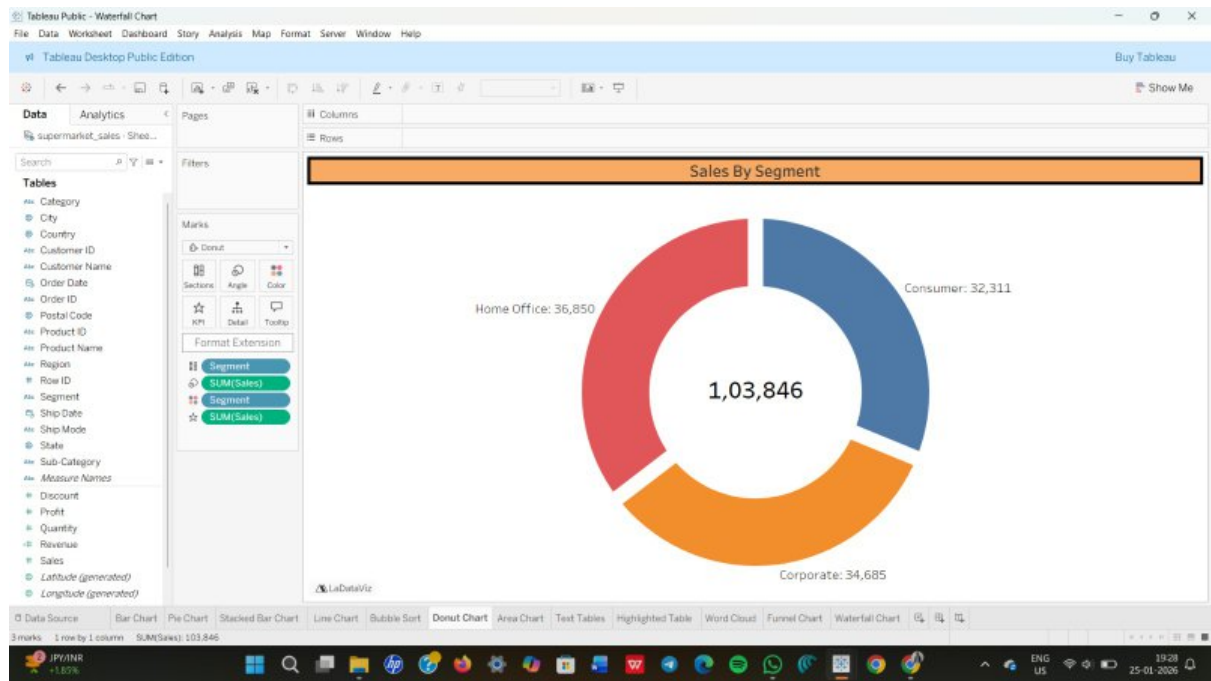 Tableau Public - Waterfall Chart
File Data Worksheet Dashboard Story Analysis Map Format Server Window Help
Tableau Desktop Public Edition
Buy Tableau
Show Me
Data Analytics
Pages
Columns
supermarket_sales - Shee...
Rows
Search
Filters
Sales By Segment
Tables
Category
City
Country
Customer ID
Customer Name
Order Date
Order ID
Postal Code
Product ID
Product Name
Region
Row ID
Segment
Ship Date
Ship Mode
State
Sub-Category
Measure Names
Discount
Profit
Quantity
Revenue
Sales
Latitude (generated)
Longitude (generated)
Marks
Donut
Sections Angle Color
KPI Detail Tooltip
Format Extension
Segment
SUM(Sales)
Segment
SUM(Sales)
Consumer: 32,311
Home Office: 36,850
1,03,846
Corporate: 34,685
LaDataViz
Data Source Bar Chart Pie Chart Stacked Bar Chart Line Chart Bubble Sort Donut Chart Area Chart Text Tables Highlighted Table Word Cloud Funnel Chart Waterfall Chart
3 marks 1 row by 1 column SUM(Sales): 103,846
JPY/INR
+1.85%
ENG
US
19:28
25-01-2026